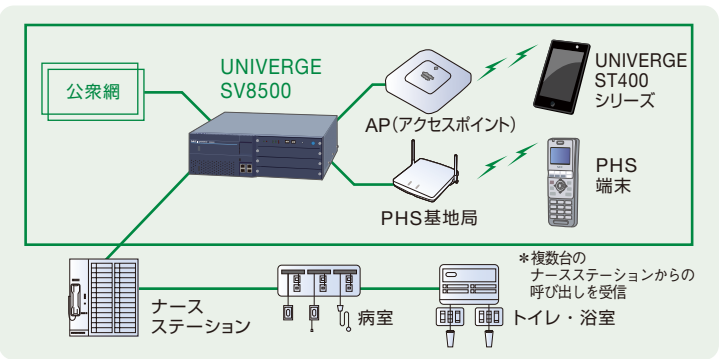 公衆網
UNIVERGE
SV8500
AP(アクセスポイント)
UNIVERGE
ST400
シリーズ
PHS基地局
PHS
端末
ナース
ステーション
病室
トイレ・浴室
＊複数台の
ナースステーションからの
呼び出しを受信